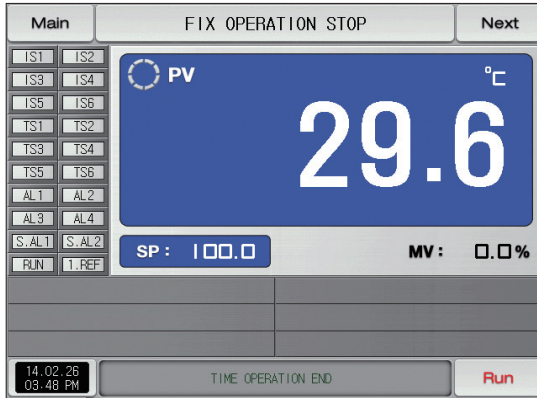 Main FIX OPERATION STOP Next
IS1 IS2
IS3 IS4
IS5 IS6
TS1 TS2
TS3 TS4
TS5 TS6
AL1 AL2
AL3 AL4
S.AL1 S.AL2
RUN 1.REF
PV °C
29.6
SP: 100.0 MV: 0.0%
14.02.26
03.48 PM
TIME OPERATION END
Run